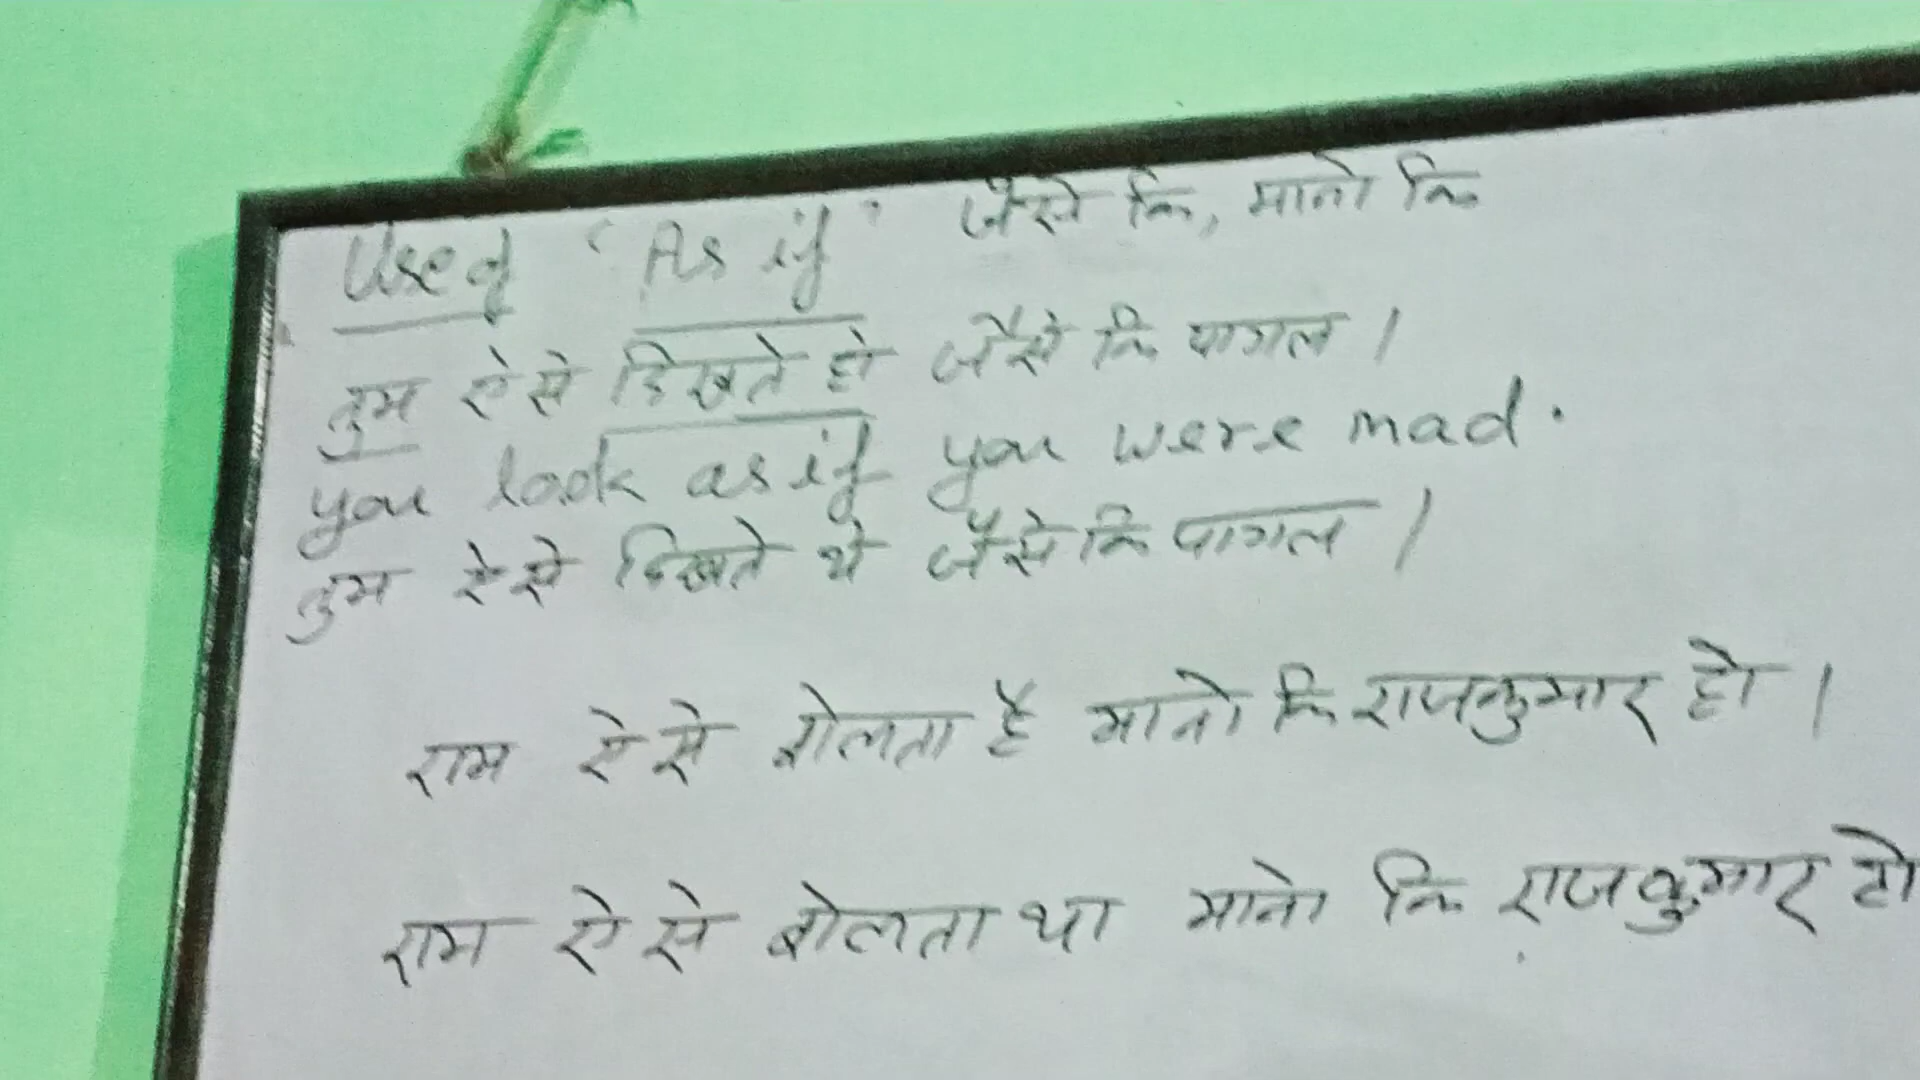 Use of "As if" जैसे कि, मानो कि
तुम ऐसे दिखते हो जैसे कि पागल।
you look as if you were mad.
तुम ऐसे दिखते थे जैसे कि पागल।
राम ऐसे बोलता है मानो कि राजकुमार हो।
राम ऐसे बोलता था मानो कि राजकुमार हो